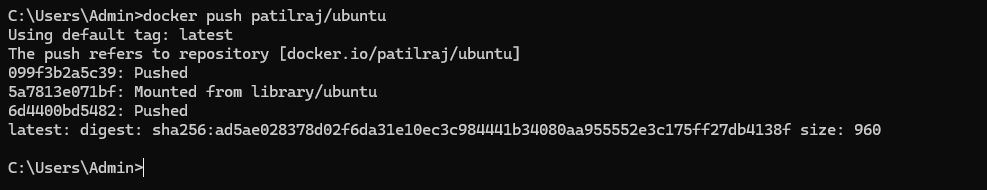 C:\Users\Admin>docker push patilraj/ubuntu
Using default tag: latest
The push refers to repository [docker.io/patilraj/ubuntu]
099f3b2a5c39: Pushed
5a7813e071bf: Mounted from library/ubuntu
6d4400bd5482: Pushed
latest: digest: sha256:ad5ae028378d02f6da31e10ec3c984441b34080aa955552e3c175ff27db4138f size: 960
C:\Users\Admin>